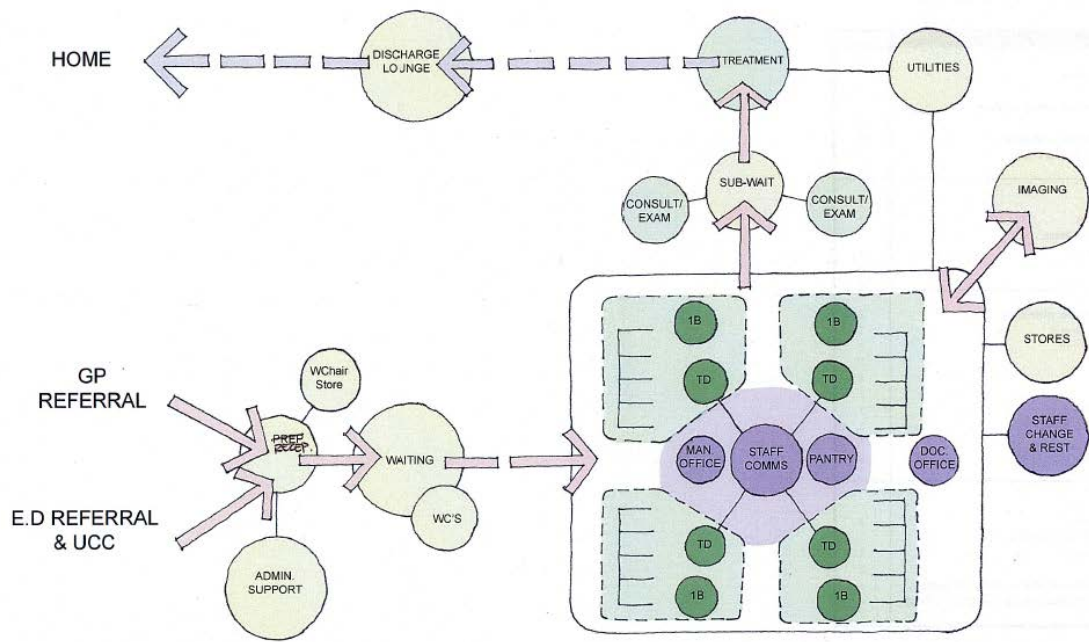 HOME
DISCHARGE
LOUNGE
TREATMENT
UTILITIES
CONSULT/
EXAM
SUB-WAIT
CONSULT/
EXAM
IMAGING
GP
REFERRAL
WChair
Store
PREP.
RECEP.
WAITING
WC'S
E.D REFERRAL
& UCC
ADMIN.
SUPPORT
1B
1B
TD
TD
MAN.
OFFICE
STAFF
COMMS
PANTRY
DOC.
OFFICE
TD
TD
1B
1B
STORES
STAFF
CHANGE
& REST